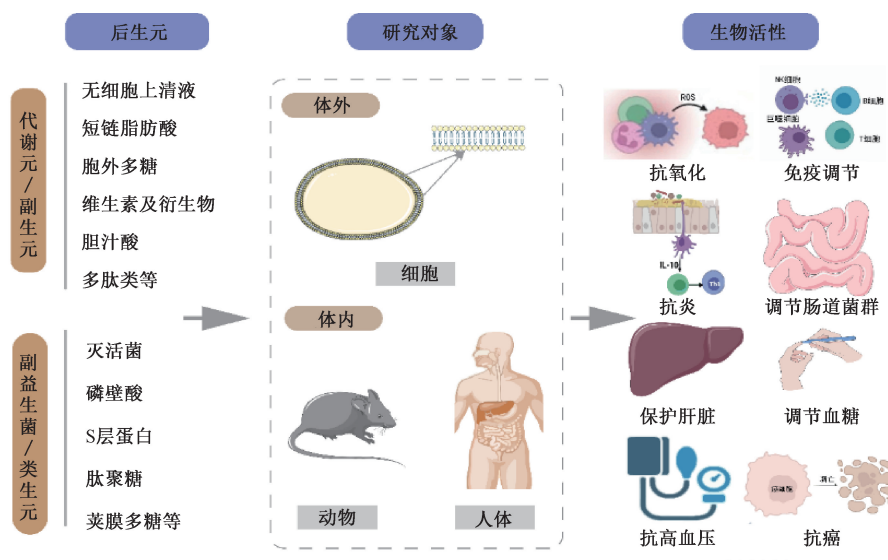 后生元
研究对象
生物活性
代谢元/副生元
无细胞上清液
短链脂肪酸
胞外多糖
维生素及衍生物
胆汁酸
多肽类等
副益生菌/类生元
灭活菌
磷壁酸
S层蛋白
肽聚糖
荚膜多糖等
体外
细胞
体内
动物
人体
ROS
抗氧化
NK细胞
B细胞
巨噬细胞
T细胞
免疫调节
IL-10
抗炎
调节肠道菌群
保护肝脏
调节血糖
抗高血压
癌细胞
凋亡
抗癌